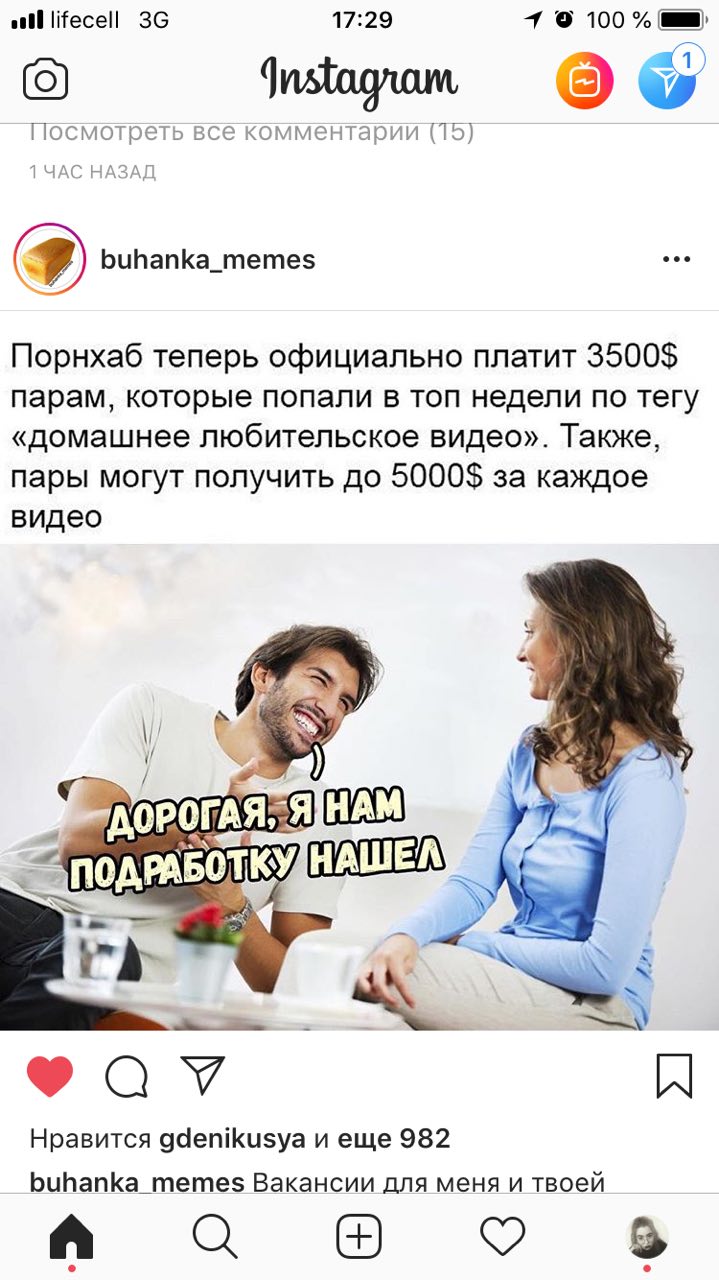 lifecell 3G 17:29 100 %
Instagram 1
Посмотреть все комментарии (15)
1 ЧАС НАЗАД
buhanka_memes
Порнхаб теперь официально платит 3500$
парам, которые попали в топ недели по тегу
«домашнее любительское видео». Также,
пары могут получить до 5000$ за каждое
видео
ДОРОГАЯ, Я НАМ
ПОДРАБОТКУ НАШЕЛ
Нравится gdenikusya и еще 982
buhanka_memes Вакансии для меня и твоей